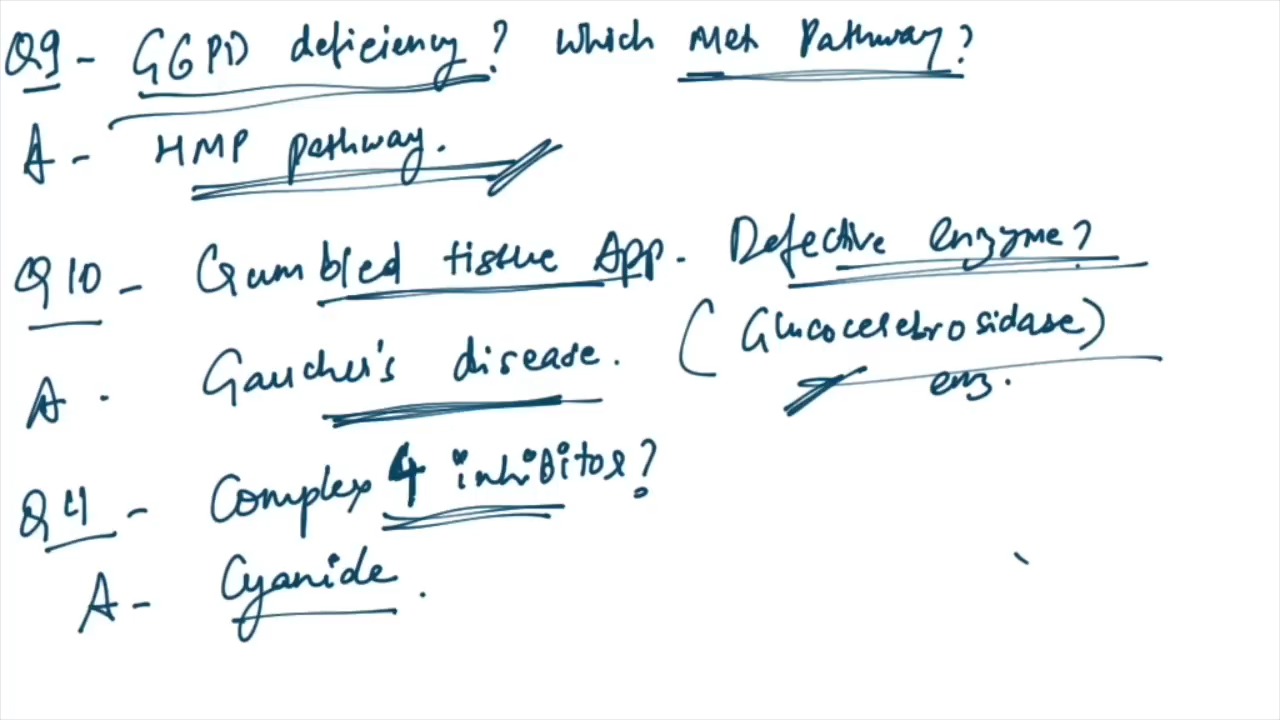 Q9 - G6PD deficiency? Which Met Pathway?
A - HMP pathway.
Q10 - Crumbled tissue App. Defective enzyme?
A. Gaucher's disease. (Glucocerebrosidase)
enz.
Q11 - Complex 4 inhibitor?
A - Cyanide.